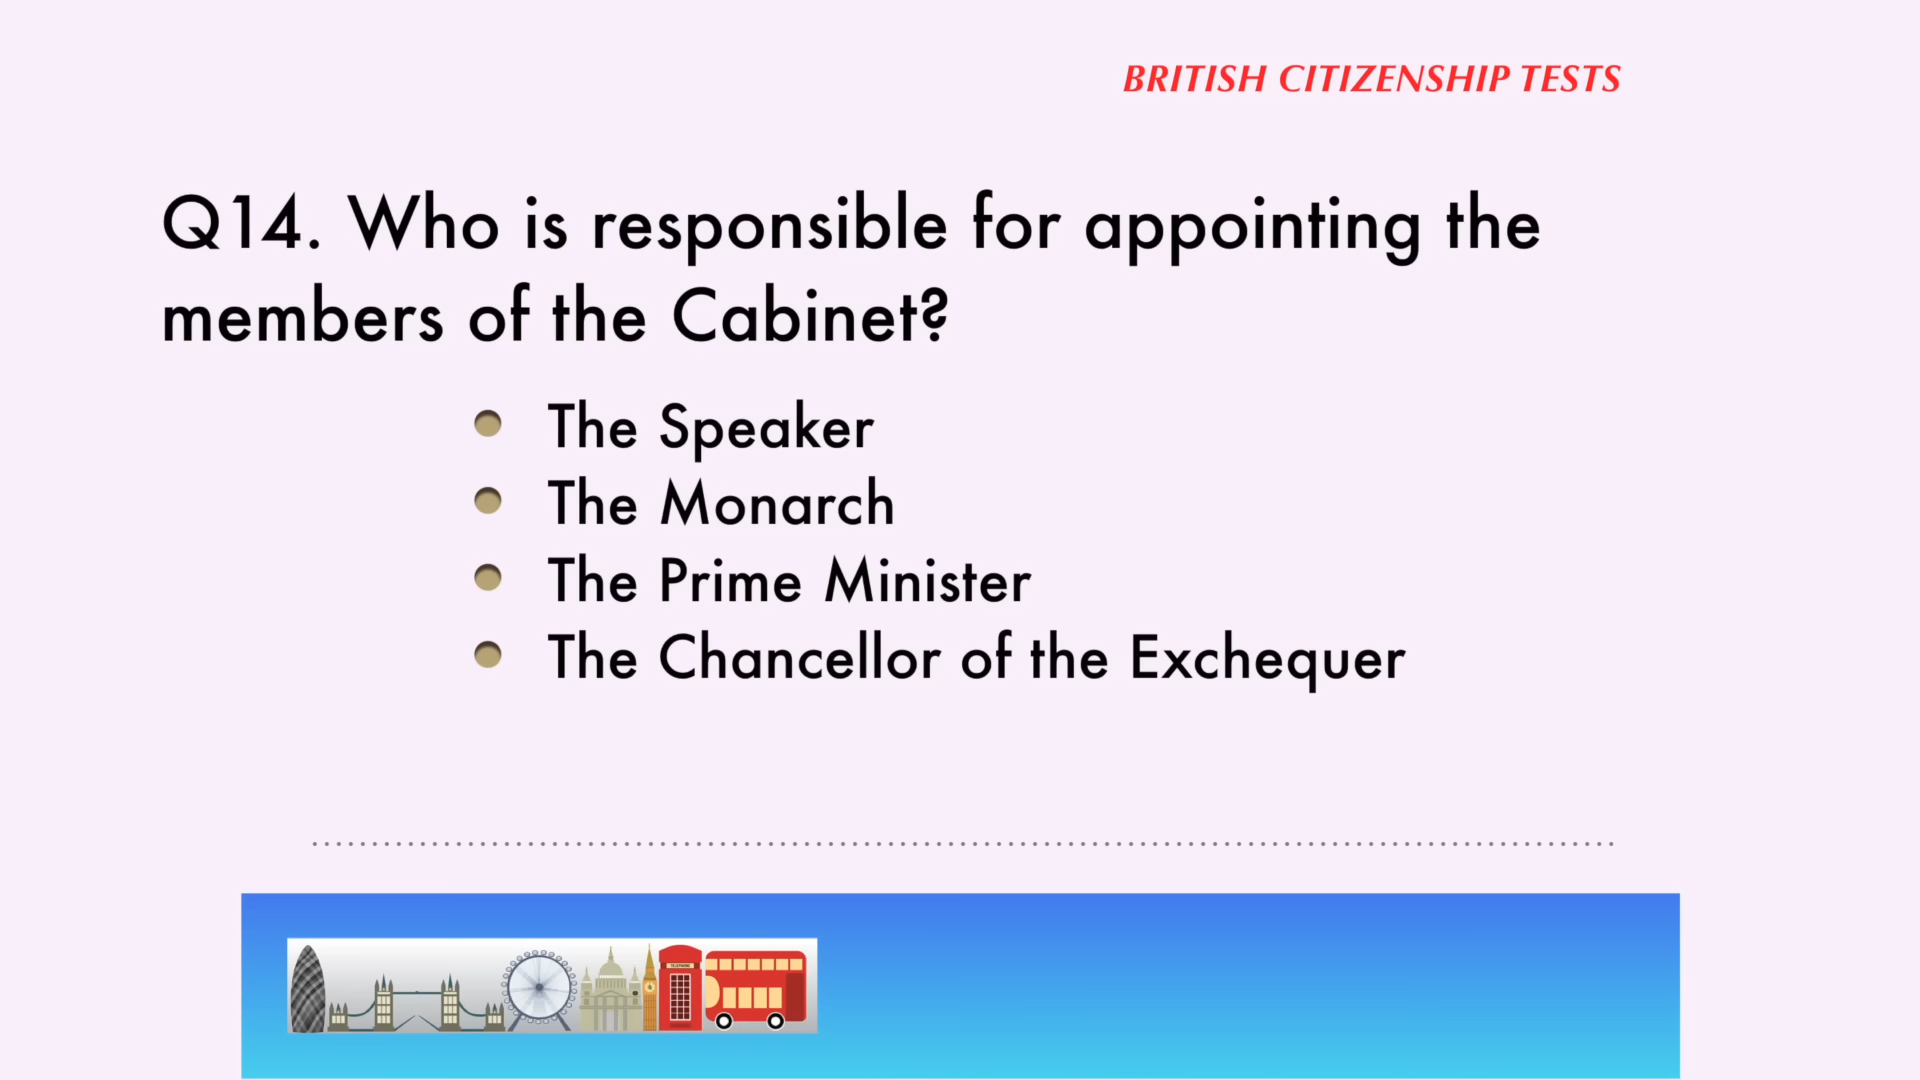 BRITISH CITIZENSHIP TESTS
Q14. Who is responsible for appointing the
members of the Cabinet?
The Speaker
The Monarch
The Prime Minister
The Chancellor of the Exchequer
TELEPHONE